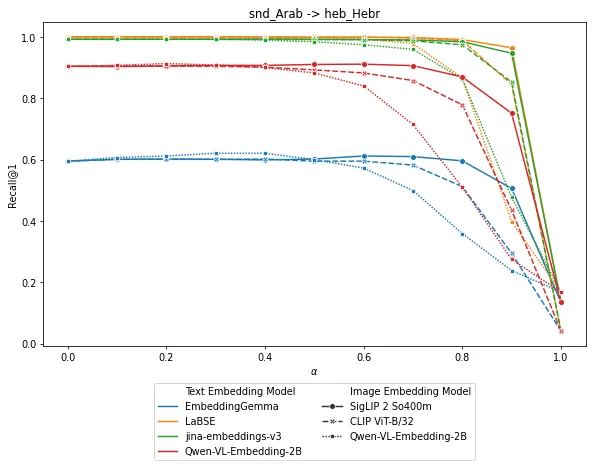 snd_Arab -> heb_Hebr
Recall@1
1.0
0.8
0.6
0.4
0.2
0.0
0.0 0.2 0.4 0.6 0.8 1.0
α
Text Embedding Model
EmbeddingGemma
LaBSE
jina-embeddings-v3
Qwen-VL-Embedding-2B
Image Embedding Model
SigLIP 2 So400m
CLIP ViT-B/32
Qwen-VL-Embedding-2B